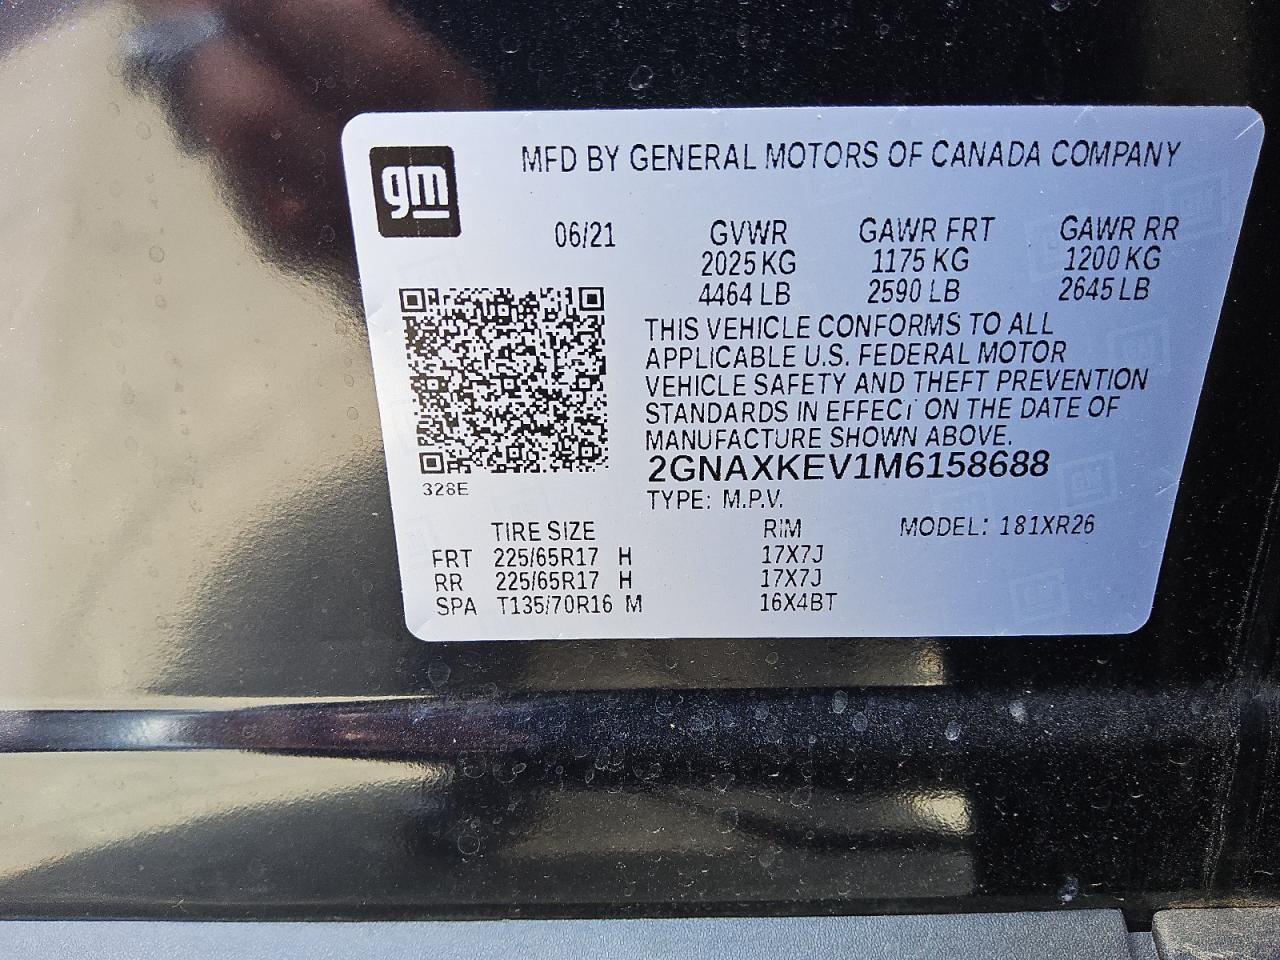 MFD BY GENERAL MOTORS OF CANADA COMPANY
gm
06/21 GVWR GAWR FRT GAWR RR
2025 KG 1175 KG 1200 KG
4464 LB 2590 LB 2645 LB
THIS VEHICLE CONFORMS TO ALL
APPLICABLE U.S. FEDERAL MOTOR
VEHICLE SAFETY AND THEFT PREVENTION
STANDARDS IN EFFECT ON THE DATE OF
MANUFACTURE SHOWN ABOVE.
2GNAXKEV1M6158688
328E
TYPE: M.P.V.
TIRE SIZE RIM MODEL: 181XR26
FRT 225/65R17 H 17X7J
RR 225/65R17 H 17X7J
SPA T135/70R16 M 16X4BT